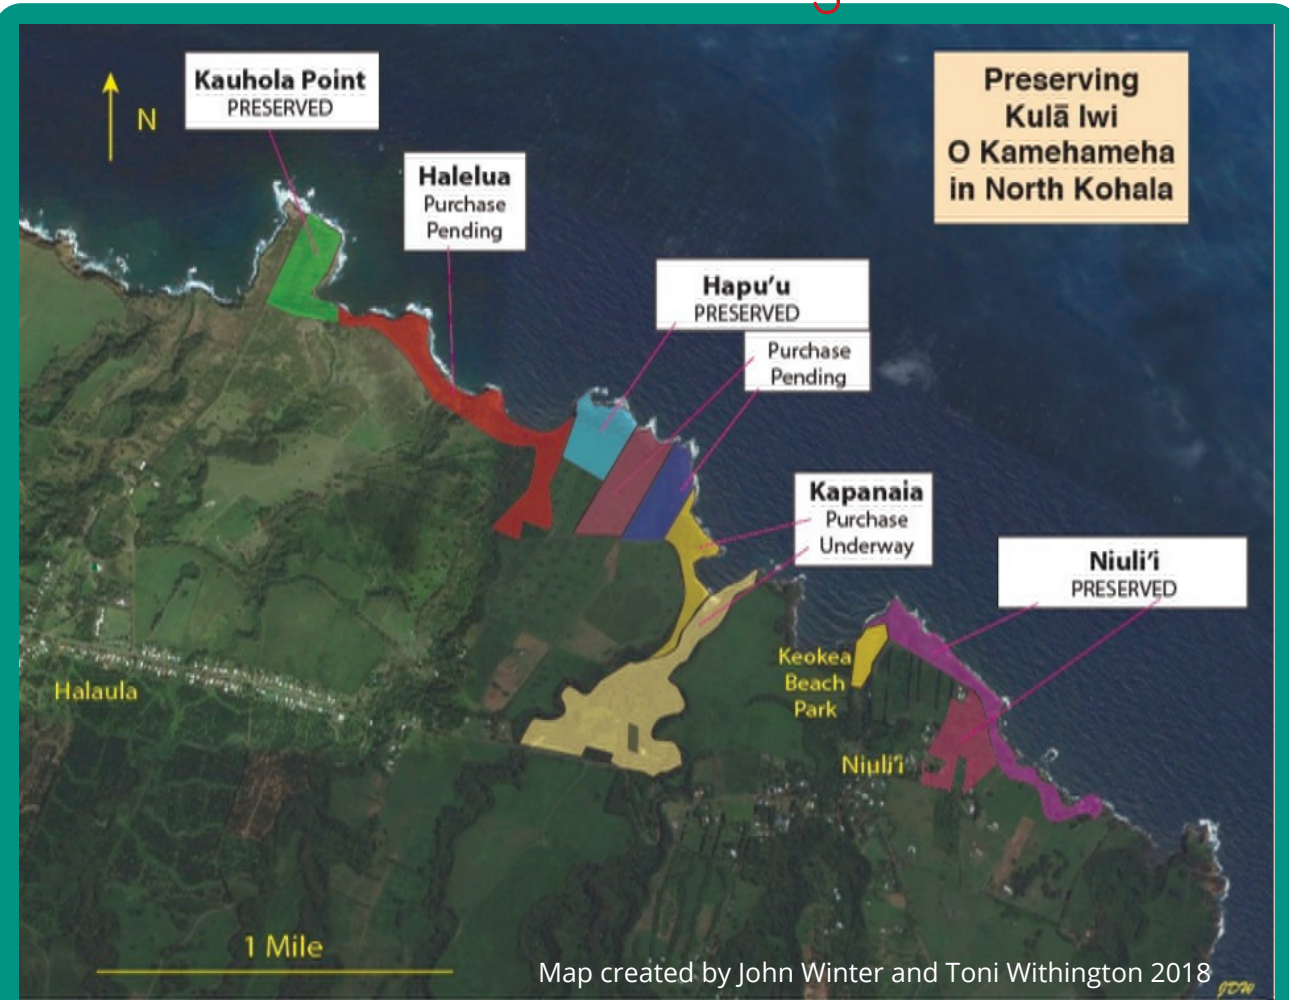 Preserving
Kulā Iwi
O Kamehameha
in North Kohala
N
Kauhola Point
PRESERVED
Halelua
Purchase
Pending
Hapu'u
PRESERVED
Purchase
Pending
Kapanaia
Purchase
Underway
Niuli'i
PRESERVED
Keokea
Beach
Park
Halaula
Niuli'i
1 Mile
Map created by John Winter and Toni Withington 2018
JDW